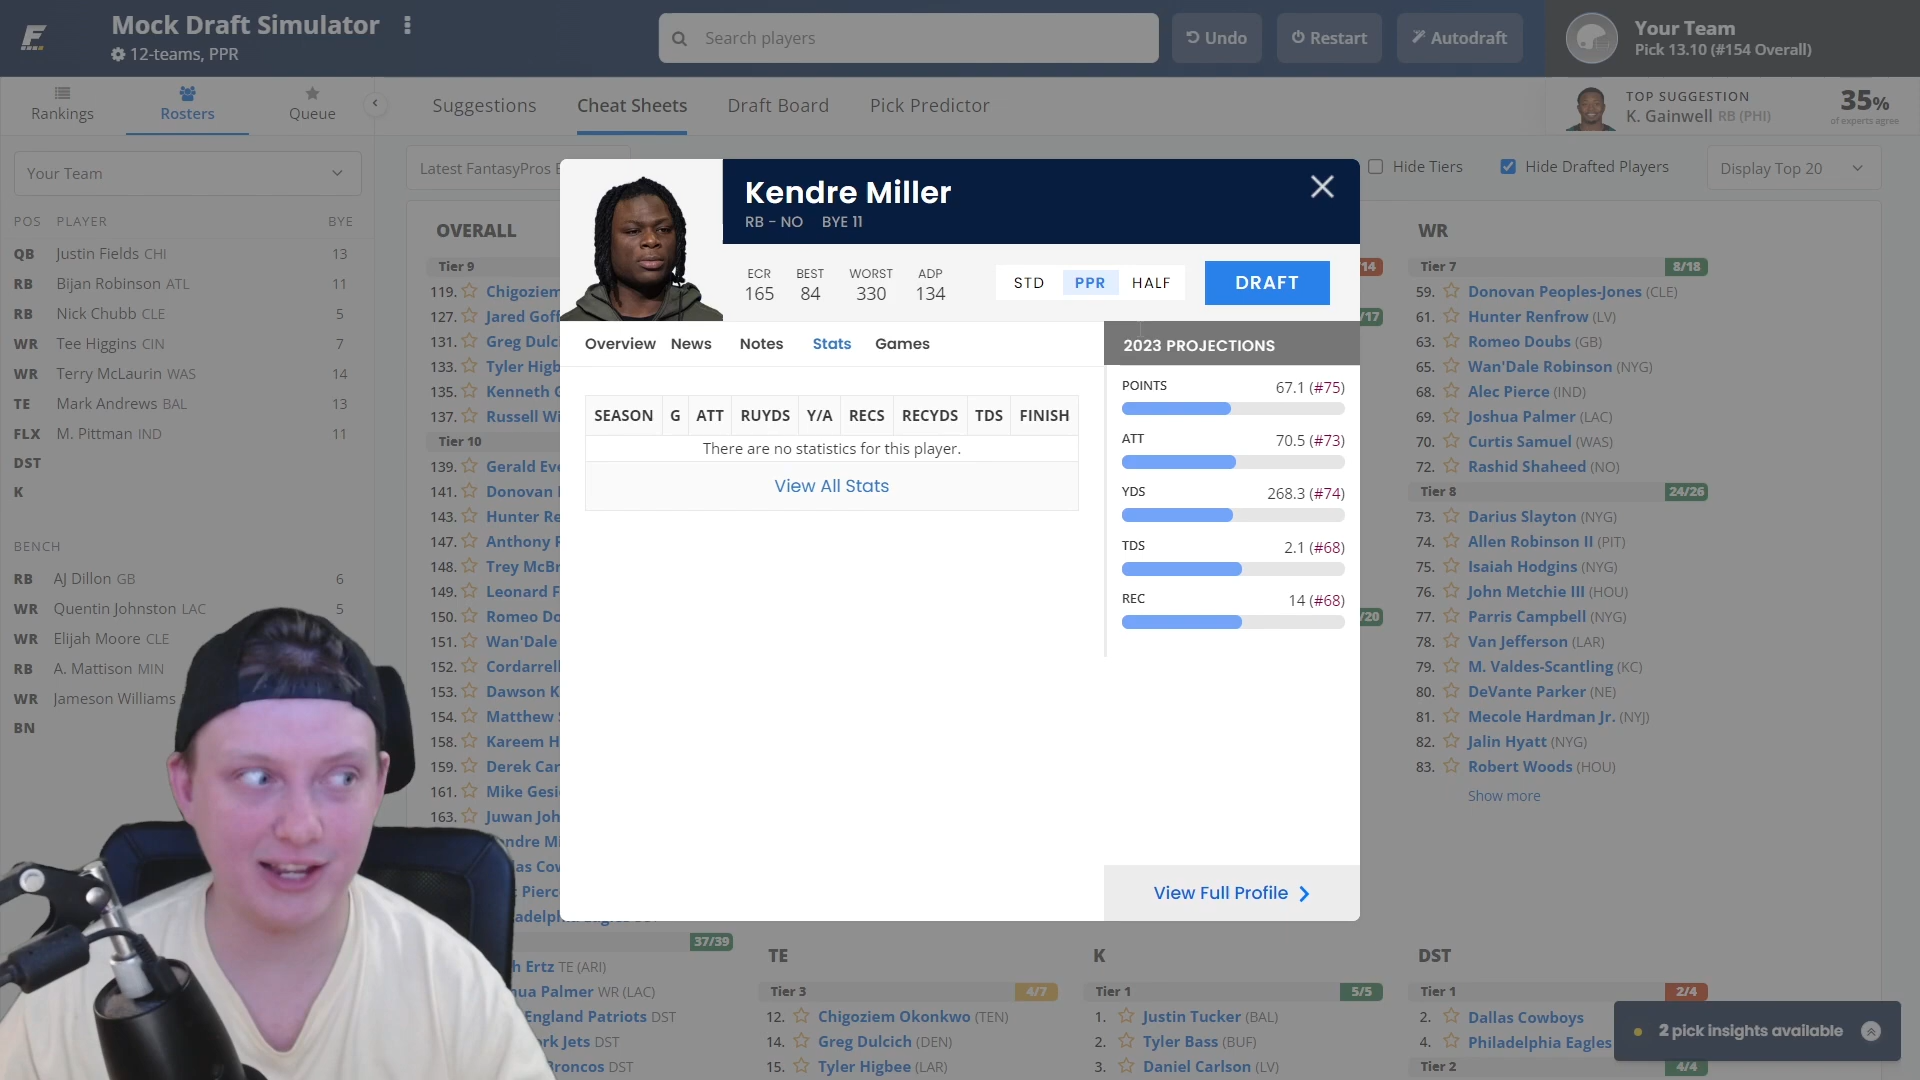 Mock Draft Simulator
12-teams, PPR
Search players
Undo
Restart
Autodraft
Your Team
Pick 13.10 (#154 Overall)
Rankings
Rosters
Queue
Suggestions
Cheat Sheets
Draft Board
Pick Predictor
TOP SUGGESTION
K. Gainwell RB (PHI)
35%
of experts agree
Your Team
POS PLAYER BYE
QB Justin Fields CHI 13
RB Bijan Robinson ATL 11
RB Nick Chubb CLE 5
WR Tee Higgins CIN 7
WR Terry McLaurin WAS 14
TE Mark Andrews BAL 13
FLX M. Pittman IND 11
DST
K
BENCH
RB AJ Dillon GB 6
WR Quentin Johnston LAC 5
WR Elijah Moore CLE
RB A. Mattison MIN
WR Jameson Williams
BN
Latest FantasyPros
Hide Tiers
Hide Drafted Players
Display Top 20
OVERALL
Tier 9
119. Chigoziem
127. Jared Goff
131. Greg Dulc
133. Tyler Higb
135. Kenneth
137. Russell Wi
Tier 10
139. Gerald Eve
141. Donovan
143. Hunter Re
147. Anthony
148. Trey McBr
149. Leonard F
150. Romeo Do
151. Wan'Dale
152. Cordarrell
153. Dawson K
154. Matthew
158. Kareem H
159. Derek Car
161. Mike Gesi
163. Juwan Joh
ndre Mi
as Cow
Pierc
adelph
37/39
Ertz TE (ARI)
ua Palmer WR (LAC)
England Patriots DST
rk Jets DST
Broncos DST
Kendre Miller
RB - NO BYE 11
ECR BEST WORST ADP
165 84 330 134
STD PPR HALF
DRAFT
Overview News Notes Stats Games
SEASON G ATT RUYDS Y/A RECS RECYDS TDS FINISH
There are no statistics for this player.
View All Stats
2023 PROJECTIONS
POINTS 67.1 (#75)
ATT 70.5 (#73)
YDS 268.3 (#74)
TDS 2.1 (#68)
REC 14 (#68)
View Full Profile
/14
/17
/20
WR
Tier 7 8/18
59. Donovan Peoples-Jones (CLE)
61. Hunter Renfrow (LV)
63. Romeo Doubs (GB)
65. Wan'Dale Robinson (NYG)
68. Alec Pierce (IND)
69. Joshua Palmer (LAC)
70. Curtis Samuel (WAS)
72. Rashid Shaheed (NO)
Tier 8 24/26
73. Darius Slayton (NYG)
74. Allen Robinson II (PIT)
75. Isaiah Hodgins (NYG)
76. John Metchie III (HOU)
77. Parris Campbell (NYG)
78. Van Jefferson (LAR)
79. M. Valdes-Scantling (KC)
80. DeVante Parker (NE)
81. Mecole Hardman Jr. (NYJ)
82. Jalin Hyatt (NYG)
83. Robert Woods (HOU)
Show more
TE
Tier 3 4/7
12. Chigoziem Okonkwo (TEN)
14. Greg Dulcich (DEN)
15. Tyler Higbee (LAR)
K
Tier 1 5/5
1. Justin Tucker (BAL)
2. Tyler Bass (BUF)
3. Daniel Carlson (LV)
DST
Tier 1 2/4
2. Dallas Cowboys
4. Philadelphia Eagles
Tier 2 4/4
2 pick insights available